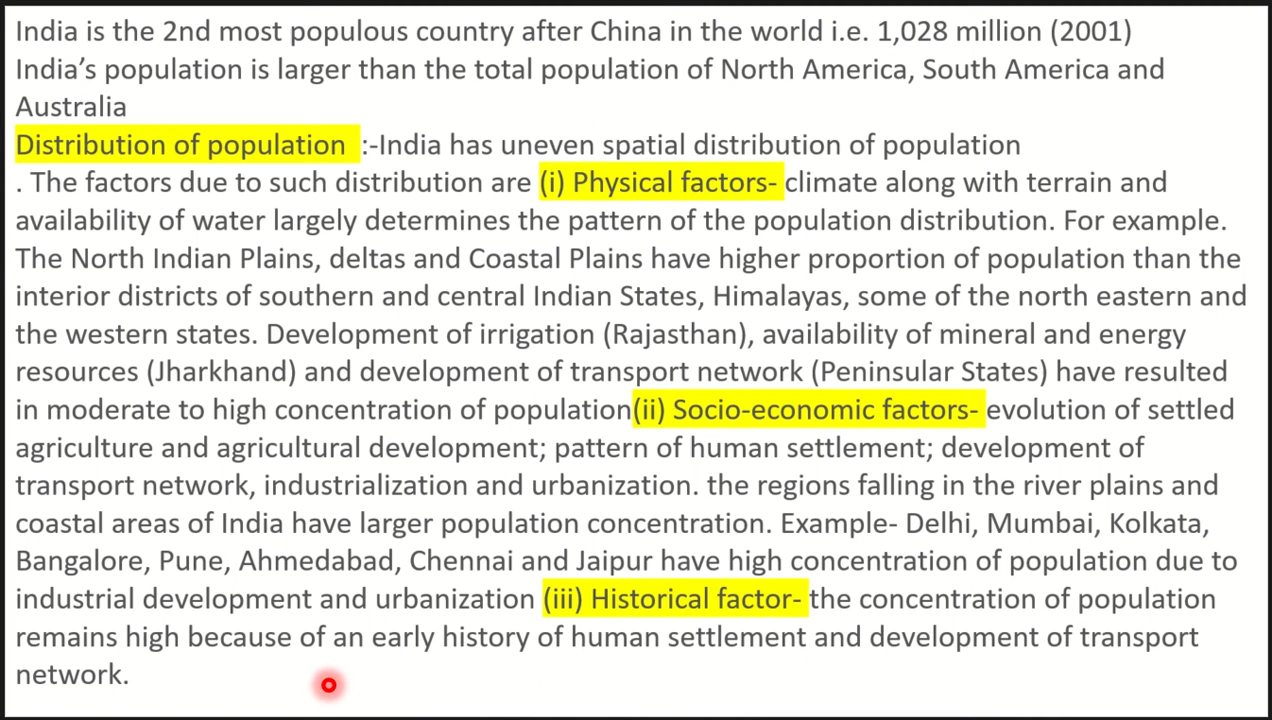 India is the 2nd most populous country after China in the world i.e. 1,028 million (2001)
India’s population is larger than the total population of North America, South America and
Australia
Distribution of population :-India has uneven spatial distribution of population
. The factors due to such distribution are (i) Physical factors- climate along with terrain and
availability of water largely determines the pattern of the population distribution. For example.
The North Indian Plains, deltas and Coastal Plains have higher proportion of population than the
interior districts of southern and central Indian States, Himalayas, some of the north eastern and
the western states. Development of irrigation (Rajasthan), availability of mineral and energy
resources (Jharkhand) and development of transport network (Peninsular States) have resulted
in moderate to high concentration of population(ii) Socio-economic factors- evolution of settled
agriculture and agricultural development; pattern of human settlement; development of
transport network, industrialization and urbanization. the regions falling in the river plains and
coastal areas of India have larger population concentration. Example- Delhi, Mumbai, Kolkata,
Bangalore, Pune, Ahmedabad, Chennai and Jaipur have high concentration of population due to
industrial development and urbanization (iii) Historical factor- the concentration of population
remains high because of an early history of human settlement and development of transport
network.